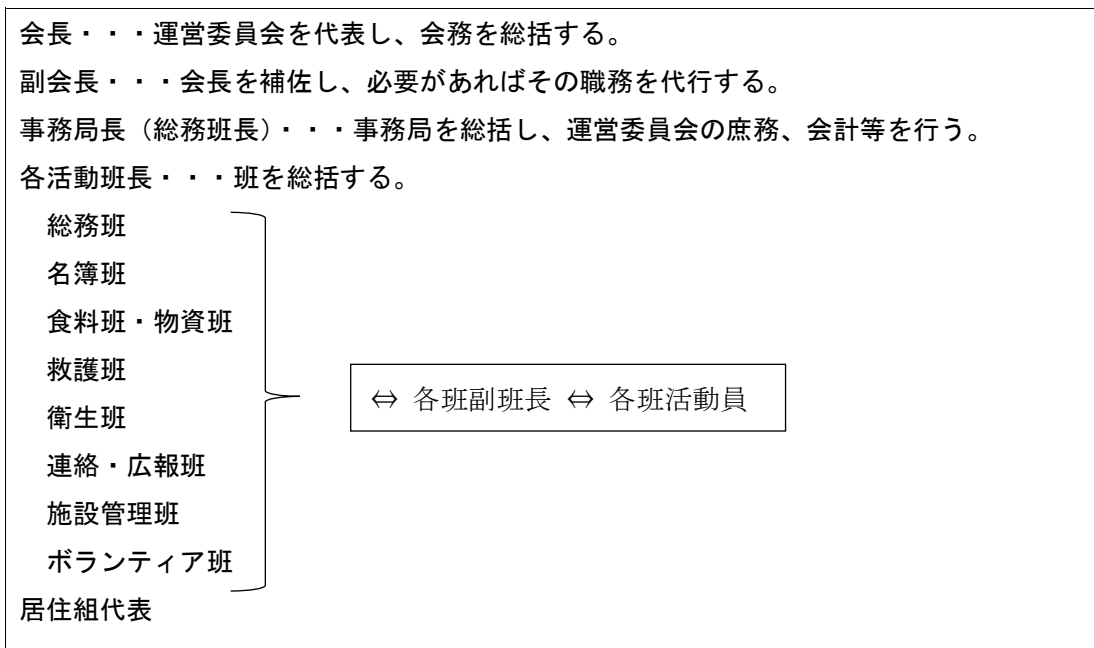 会長・・・運営委員会を代表し、会務を総括する。
副会長・・・会長を補佐し、必要があればその職務を代行する。
事務局長（総務班長）・・・事務局を総括し、運営委員会の庶務、会計等を行う。
各活動班長・・・班を総括する。
総務班
名簿班
食料班・物資班
救護班
衛生班
連絡・広報班
施設管理班
ボランティア班
⇔ 各班副班長 ⇔ 各班活動員
居住組代表